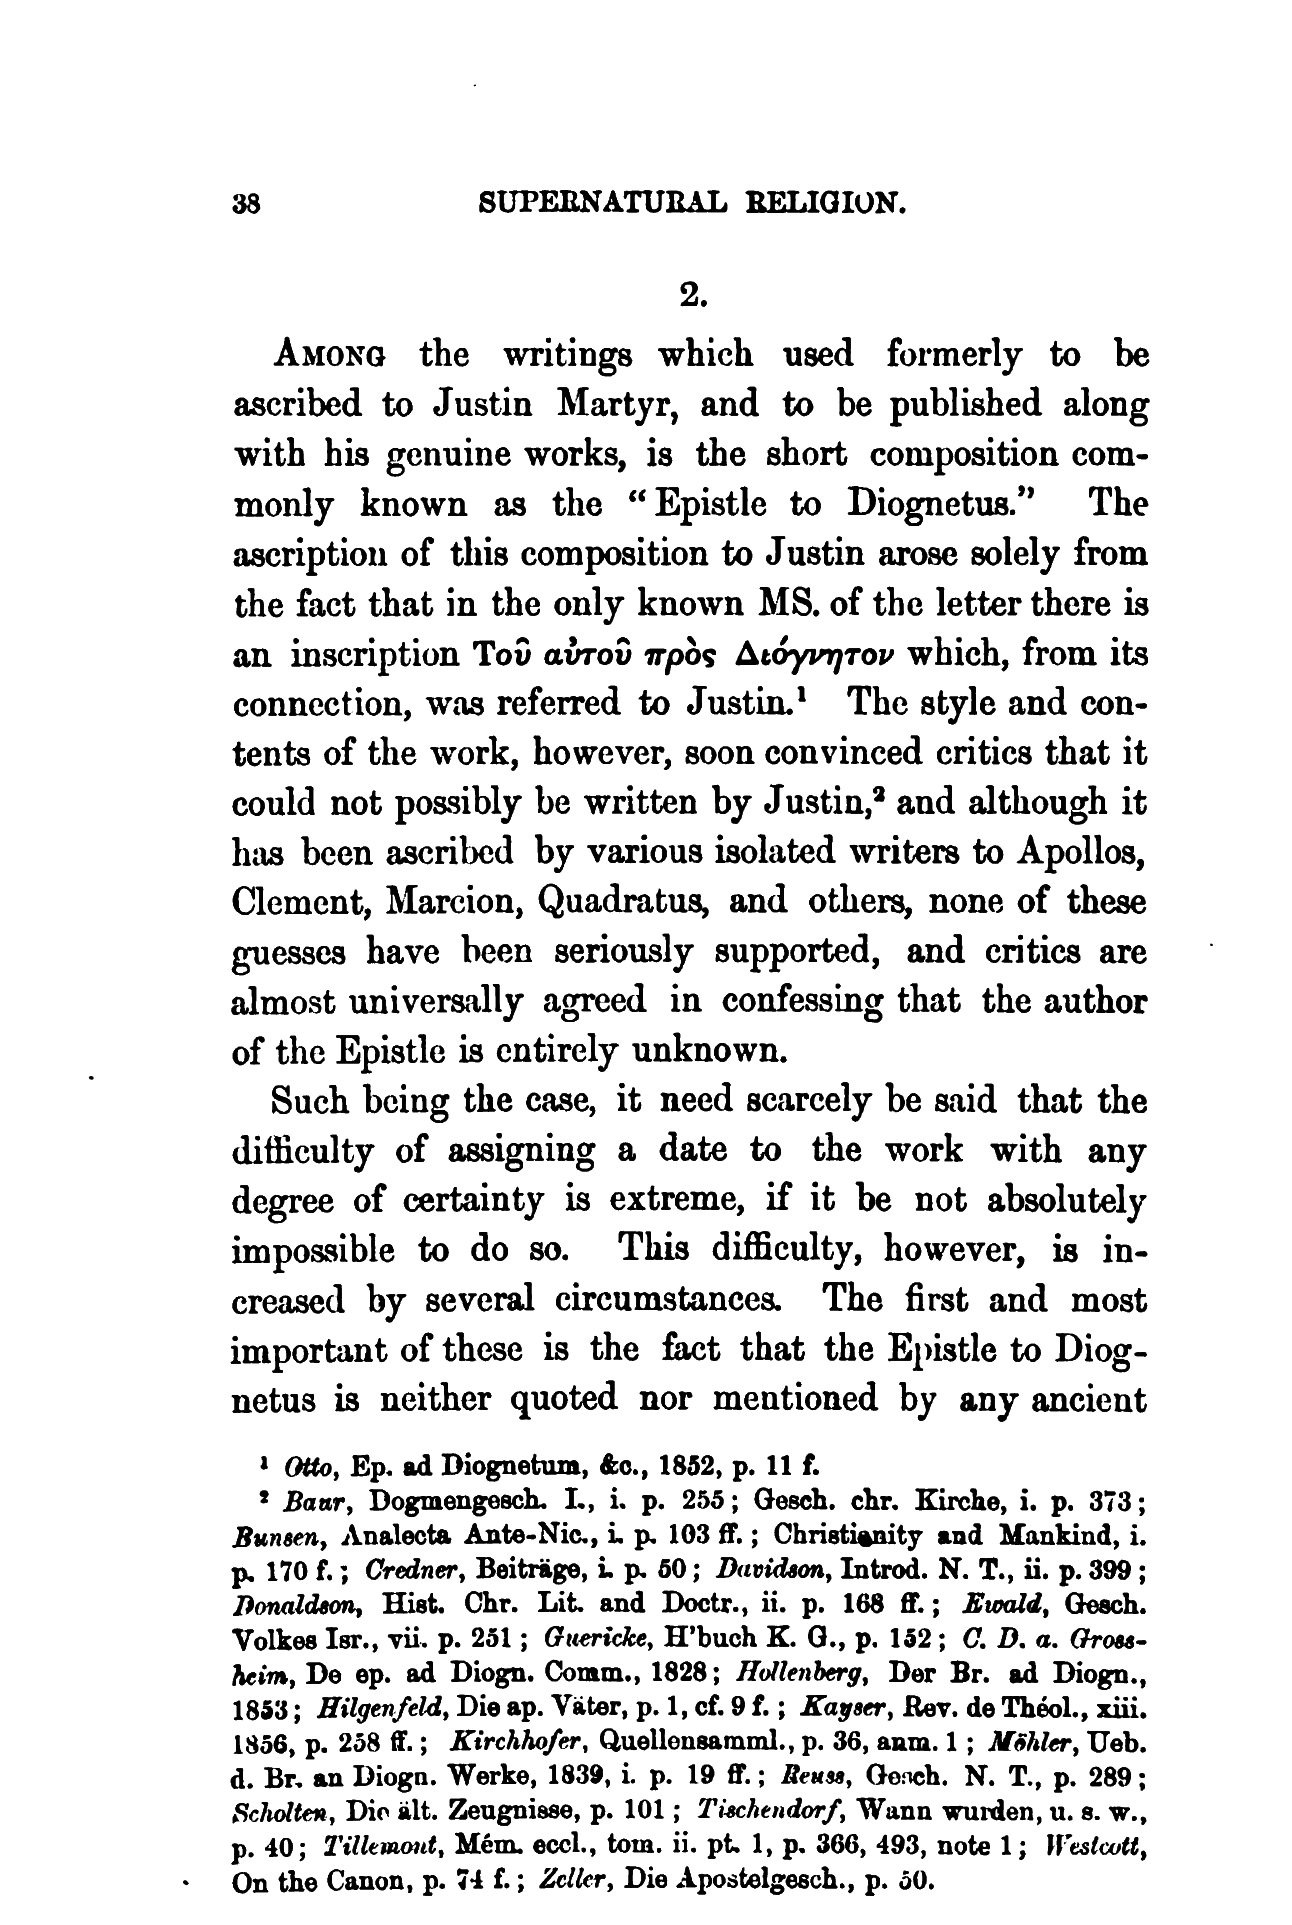 38 SUPERNATURAL RELIGION.
2.
AMONG the writings which used formerly to be
ascribed to Justin Martyr, and to be published along
with his genuine works, is the short composition com-
monly known as the “Epistle to Diognetus.” The
ascription of this composition to Justin arose solely from
the fact that in the only known MS. of the letter there is
an inscription Τοῦ αὐτοῦ πρὸς Διόγνητον which, from its
connection, was referred to Justin.¹ The style and con-
tents of the work, however, soon convinced critics that it
could not possibly be written by Justin,² and although it
has been ascribed by various isolated writers to Apollos,
Clement, Marcion, Quadratus, and others, none of these
guesses have been seriously supported, and critics are
almost universally agreed in confessing that the author
of the Epistle is entirely unknown.
Such being the case, it need scarcely be said that the
difficulty of assigning a date to the work with any
degree of certainty is extreme, if it be not absolutely
impossible to do so. This difficulty, however, is in-
creased by several circumstances. The first and most
important of these is the fact that the Epistle to Diog-
netus is neither quoted nor mentioned by any ancient
¹ Otto, Ep. ad Diognetum, &c., 1852, p. 11 f.
² Baur, Dogmengesch. I., i. p. 255; Gesch. chr. Kirche, i. p. 373;
Bunsen, Analecta Ante-Nic., i. p. 103 ff.; Christianity and Mankind, i.
p. 170 f.; Credner, Beiträge, i. p. 50; Davidson, Introd. N. T., ii. p. 399;
Donaldson, Hist. Chr. Lit. and Doctr., ii. p. 168 ff.; Ewald, Gesch.
Volkes Isr., vii. p. 251; Guericke, H’buch K. G., p. 152; C. D. a. Gross-
heim, De ep. ad Diogn. Comm., 1828; Hollenberg, Der Br. ad Diogn.,
1853; Hilgenfeld, Die ap. Väter, p. 1, cf. 9 f.; Kayser, Rev. de Théol., xiii.
1856, p. 258 ff.; Kirchhofer, Quellensamml., p. 36, anm. 1; Möhler, Ueb.
d. Br. an Diogn. Werke, 1839, i. p. 19 ff.; Reuss, Gesch. N. T., p. 289;
Scholten, Die ält. Zeugnisse, p. 101; Tischendorf, Wann wurden, u. s. w.,
p. 40; Tillemont, Mém. eccl., tom. ii. pt. 1, p. 366, 493, note 1; Westcott,
On the Canon, p. 74 f.; Zeller, Die Apostelgesch., p. 50.